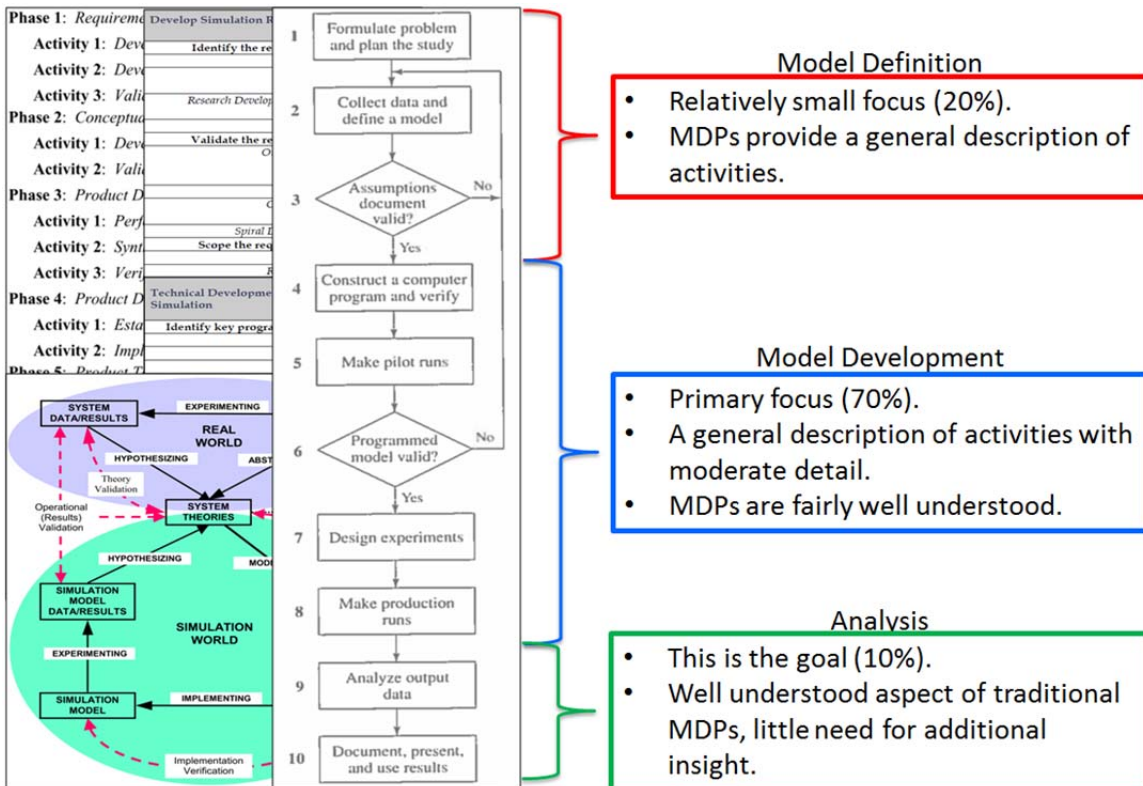 Phase 1: Requireme
Activity 1: Deve
Activity 2: Deve
Activity 3: Valid
Phase 2: Conceptua
Activity 1: Deve
Activity 2: Valid
Phase 3: Product D
Activity 1: Perf
Activity 2: Synt
Activity 3: Verif
Phase 4: Product D
Activity 1: Esta
Activity 2: Impl
Phase 5: Product T
Develop Simulation R
Identify the re
Research Develop
Validate the re
Spiral D
Scope the req
Technical Developme
Simulation
Identify key progra
SYSTEM
DATA/RESULTS
EXPERIMENTING
REAL
WORLD
HYPOTHESIZING
ABST
Theory
Validation
Operational
(Results)
Validation
SYSTEM
THEORIES
HYPOTHESIZING
MODE
SIMULATION
MODEL
DATA/RESULTS
SIMULATION
WORLD
EXPERIMENTING
SIMULATION
MODEL
IMPLEMENTING
Implementation
Verification
1
Formulate problem
and plan the study
2
Collect data and
define a model
3
Assumptions
document
valid?
No
Yes
4
Construct a computer
program and verify
5
Make pilot runs
6
Programmed
model valid?
No
Yes
7
Design experiments
8
Make production
runs
9
Analyze output
data
10
Document, present,
and use results
Model Definition
• Relatively small focus (20%).
• MDPs provide a general description of
activities.
Model Development
• Primary focus (70%).
• A general description of activities with
moderate detail.
• MDPs are fairly well understood.
Analysis
• This is the goal (10%).
• Well understood aspect of traditional
MDPs, little need for additional
insight.